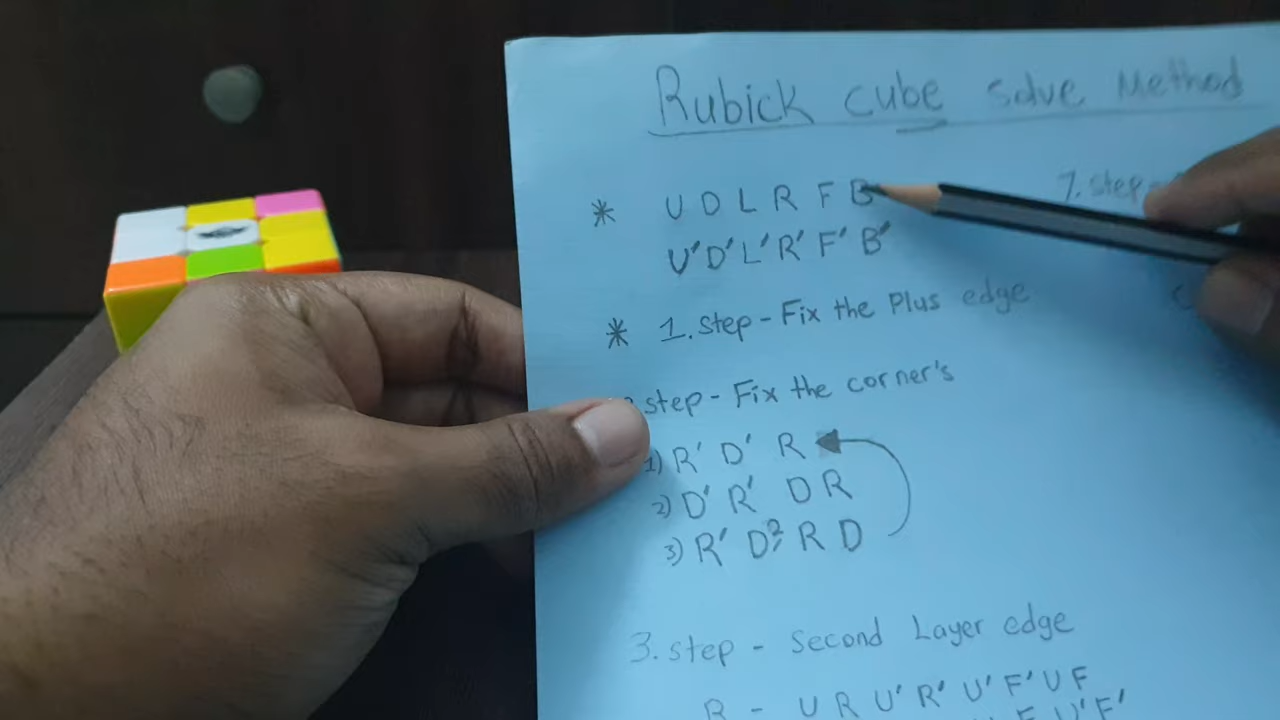 Rubick cube solve Method
* U D L R F B
U' D' L' R' F' B'
7. step -
* 1. step - Fix the Plus edge
step - Fix the corner's
1) R' D' R
2) D' R' D R
3) R' D2' R D
3. step - Second Layer edge
R - U R U' R' U' F' U F
F U' F'